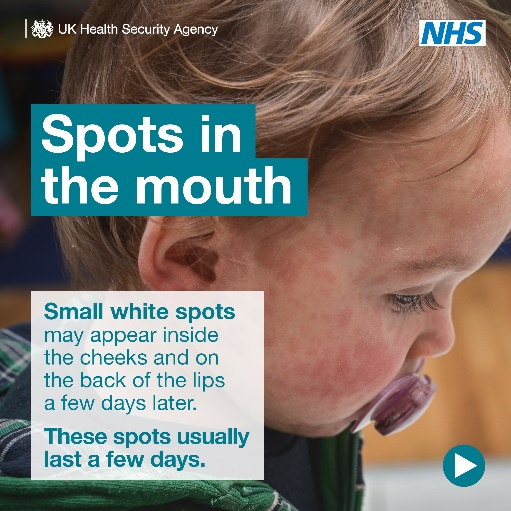 UK Health Security Agency
NHS
Spots in
the mouth
Small white spots
may appear inside
the cheeks and on
the back of the lips
a few days later.
These spots usually
last a few days.